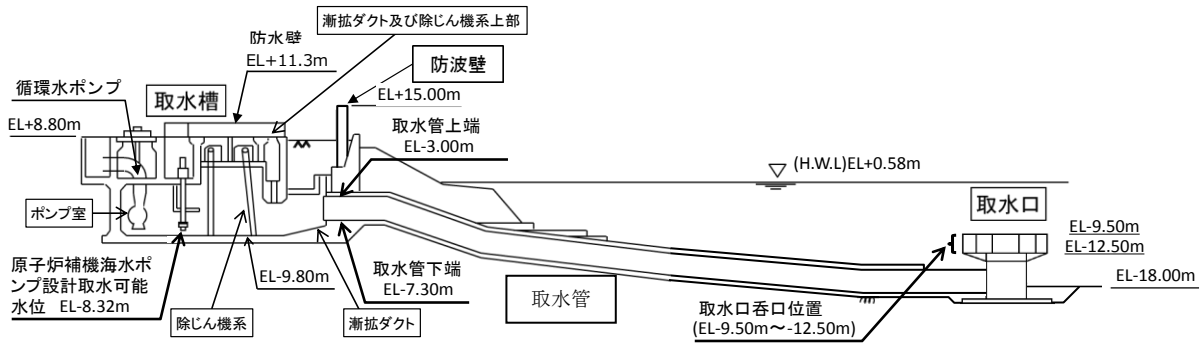 漸拡ダクト及び除じん機系上部
防水壁
EL+11.3m
防波壁
EL+15.00m
循環水ポンプ
取水槽
EL+8.80m
取水管上端
EL-3.00m
(H.W.L)EL+0.58m
取水口
EL-9.50m
EL-12.50m
ポンプ室
原子炉補機海水ポ
ンプ設計取水可能
水位 EL-8.32m
EL-9.80m
取水管下端
EL-7.30m
EL-18.00m
除じん機系
漸拡ダクト
取水管
取水口呑口位置
(EL-9.50m～-12.50m)